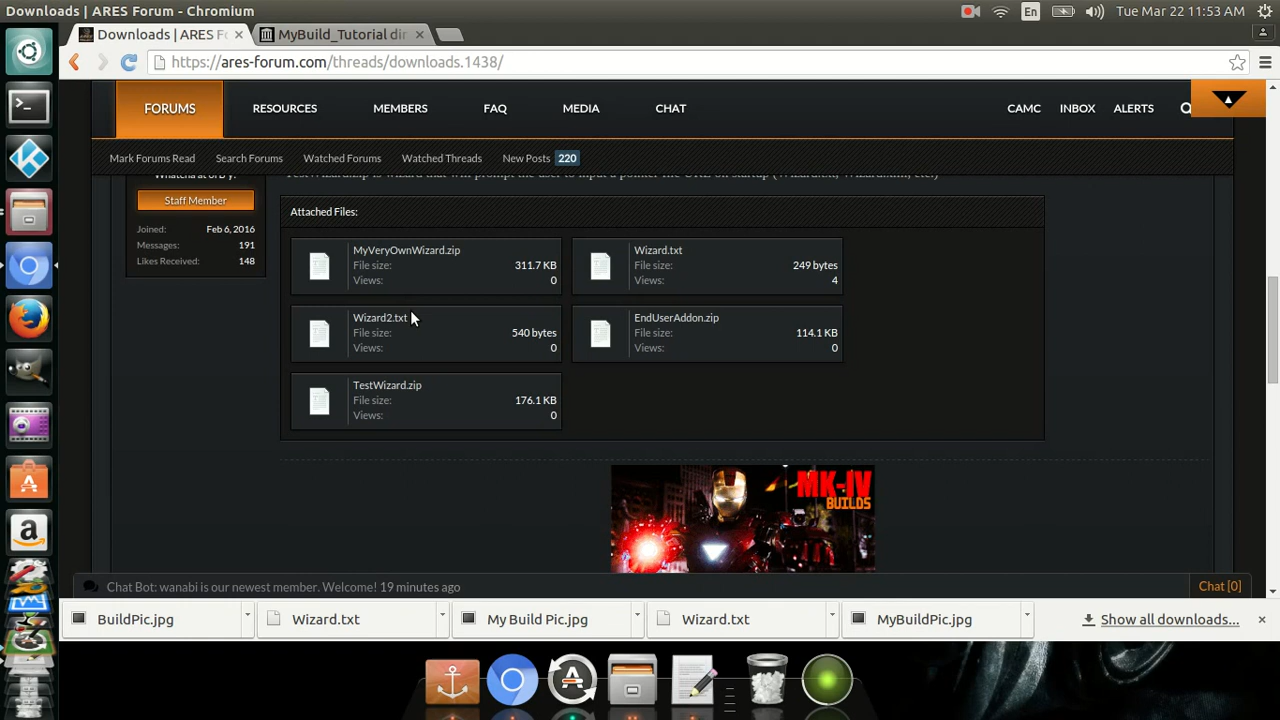 Downloads | ARES Forum - Chromium
En
Tue Mar 22 11:53 AM
Downloads | ARES F
MyBuild_Tutorial dir
https://ares-forum.com/threads/downloads.1438/
FORUMS
RESOURCES
MEMBERS
FAQ
MEDIA
CHAT
CAMC
INBOX
ALERTS
Mark Forums Read
Search Forums
Watched Forums
Watched Threads
New Posts 220
Staff Member
Joined: Feb 6, 2016
Messages: 191
Likes Received: 148
Attached Files:
MyVeryOwnWizard.zip
File size: 311.7 KB
Views: 0
Wizard.txt
File size: 249 bytes
Views: 4
Wizard2.txt
File size: 540 bytes
Views: 0
EndUserAddon.zip
File size: 114.1 KB
Views: 0
TestWizard.zip
File size: 176.1 KB
Views: 0
MK-IV
BUILDS
Chat Bot: wanabi is our newest member. Welcome! 19 minutes ago
Chat [0]
BuildPic.jpg
Wizard.txt
My Build Pic.jpg
Wizard.txt
MyBuildPic.jpg
Show all downloads...